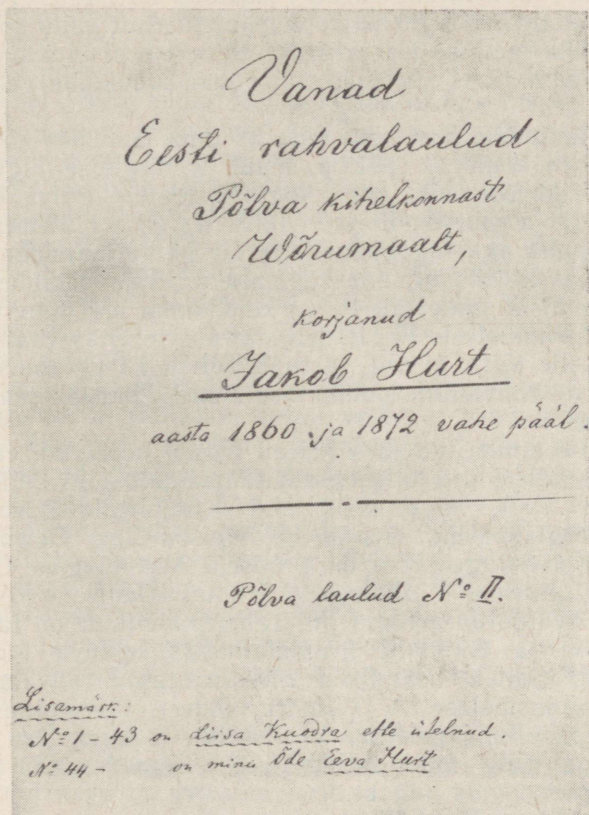 Vanad
Eesti rahvalaulud
Põlva kihelkonnast
Wõrumaalt,
korjanud
Jakob Hurt
aasta 1860 ja 1872 vahe pääl.
Põlva laulud Nº II.
Lisamärk.:
Nº 1 - 43 on Liisa Kuodra ette ütelnud.
Nº 44 - on minu Õde Eeva Hurt